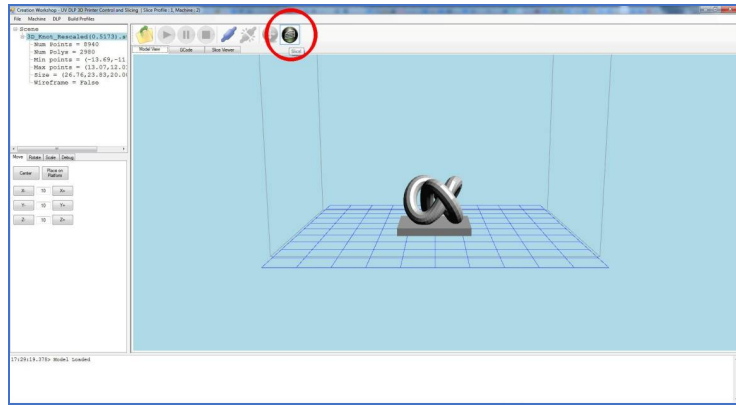 Creation Workshop - UV DLP 3D Printer Control and Slicing ( Slice Profile : 1, Machine : 2)
File Machine DLP Build Profiles
Scene
3D_Knot_Rescaled(0.5173).s
Num Points = 8940
Num Polys = 2980
Min points = (-13.69,-11
Max points = (13.07,12.0
Size = (26.76,23.83,20.0
Wireframe = False
Model View GCode Slice Viewer
Slice!
Move Rotate Scale Debug
Center Place on Platform
X- 10 X+
Y- 10 Y+
Z- 10 Z+
17:29:19.375> Model Loaded